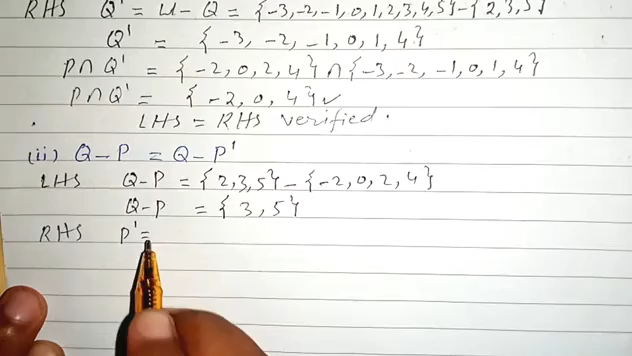 RHS Q' = U - Q = {-3, -2, -1, 0, 1, 2, 3, 4, 5} - {2, 3, 5}
Q' = {-3, -2, -1, 0, 1, 4}
P∩Q' = {-2, 0, 2, 4} ∩ {-3, -2, -1, 0, 1, 4}
P∩Q' = {-2, 0, 4} ✓
LHS = RHS verified.
(ii) Q-P = Q-P'
LHS Q-P = {2, 3, 5} - {-2, 0, 2, 4}
Q-P = {3, 5}
RHS P' =